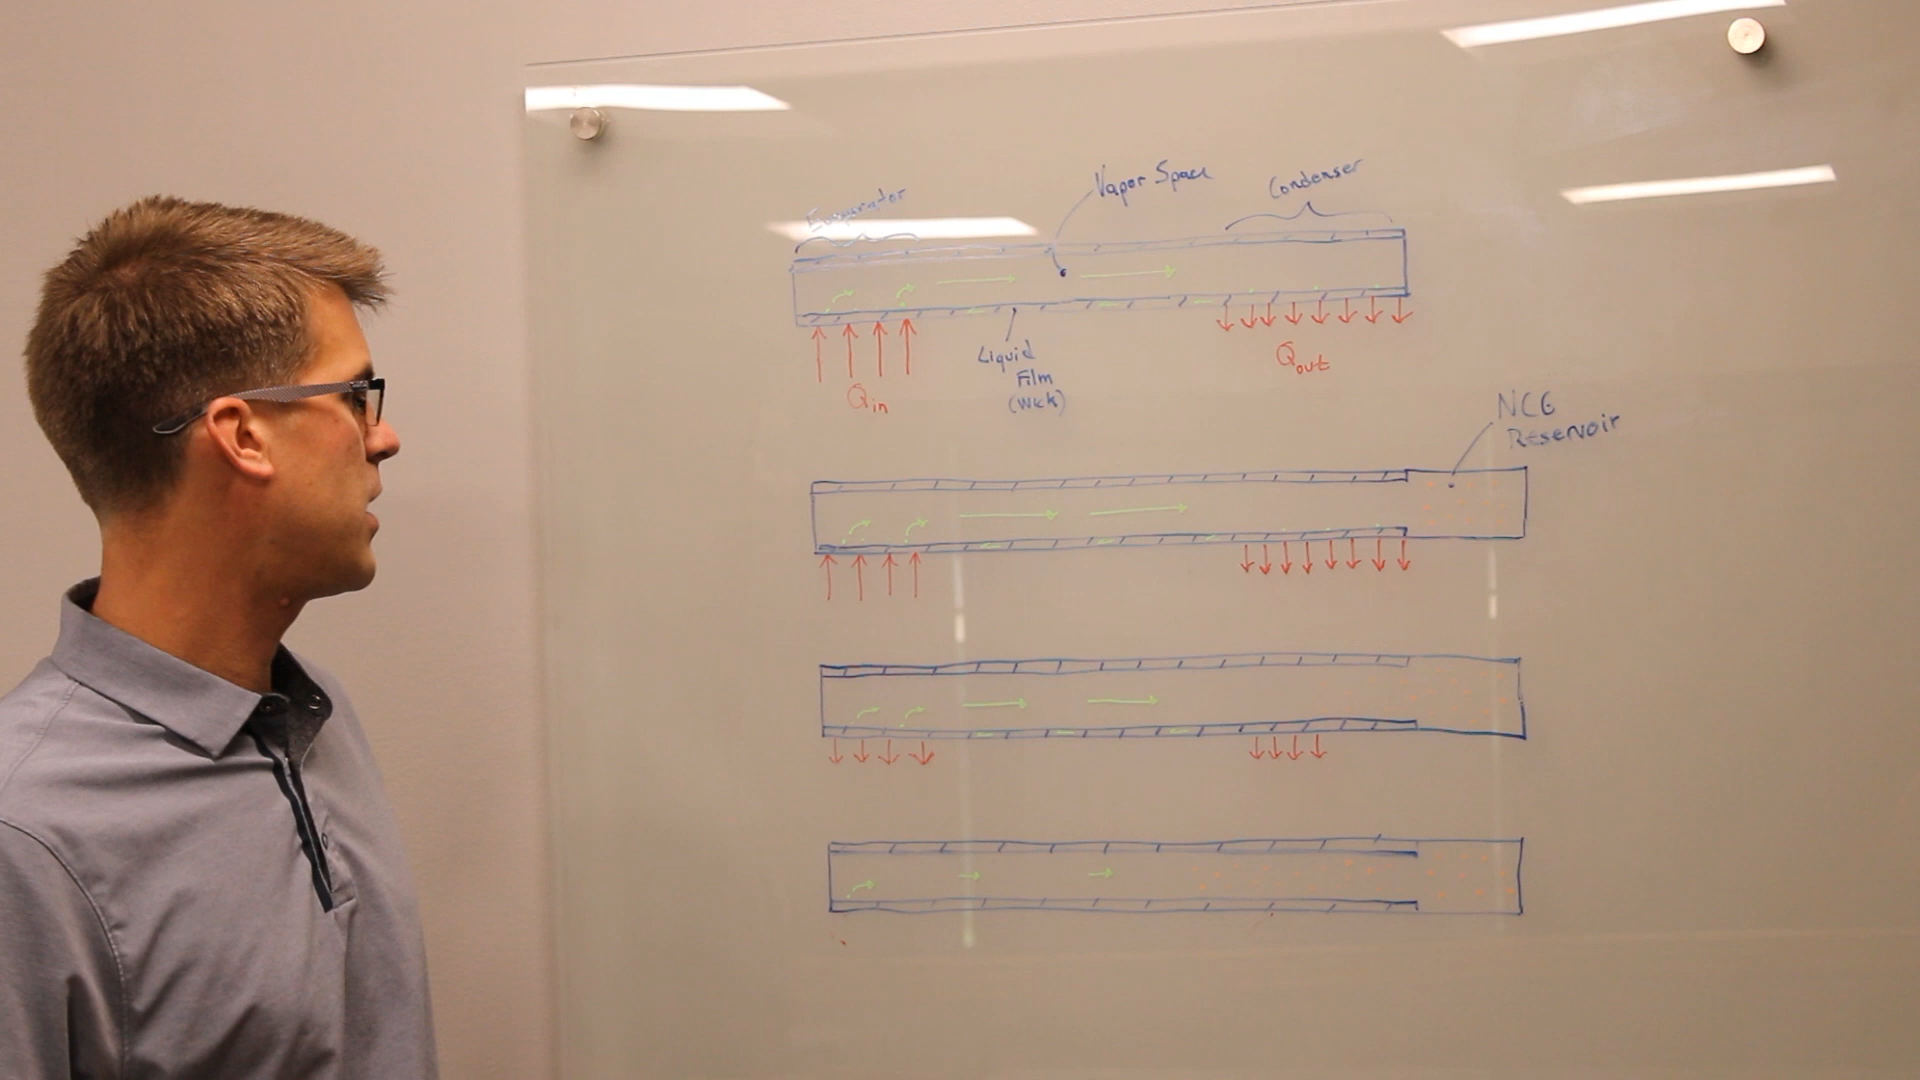 Evaporator
Vapor Space
Condenser
Qin
Liquid
Film
(Wick)
Qout
NCG
Reservoir